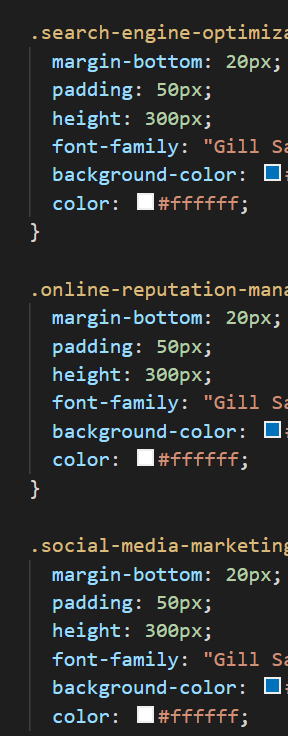 .search-engine-optimiza
margin-bottom: 20px;
padding: 50px;
height: 300px;
font-family: "Gill Sa
background-color: #
color: #ffffff;
}
.online-reputation-mana
margin-bottom: 20px;
padding: 50px;
height: 300px;
font-family: "Gill Sa
background-color: #
color: #ffffff;
}
.social-media-marketing
margin-bottom: 20px;
padding: 50px;
height: 300px;
font-family: "Gill Sa
background-color: #
color: #ffffff;